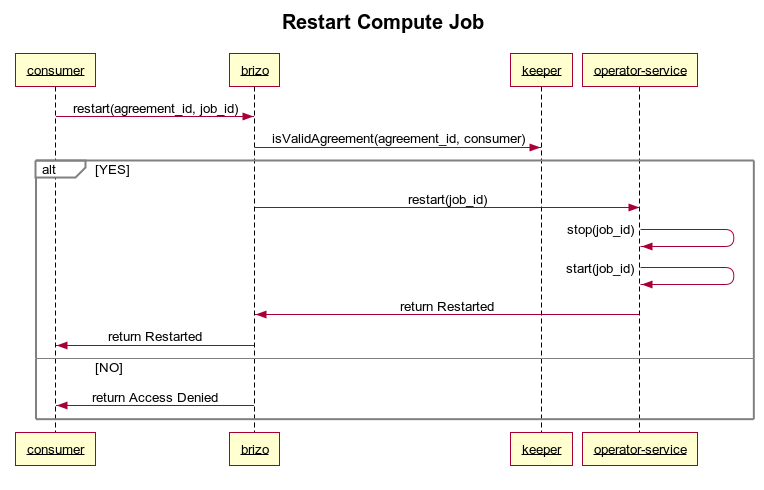 Restart Compute Job
consumer
brizo
keeper
operator-service
restart(agreement_id, job_id)
isValidAgreement(agreement_id, consumer)
alt
[YES]
restart(job_id)
stop(job_id)
start(job_id)
return Restarted
return Restarted
[NO]
return Access Denied
consumer
brizo
keeper
operator-service